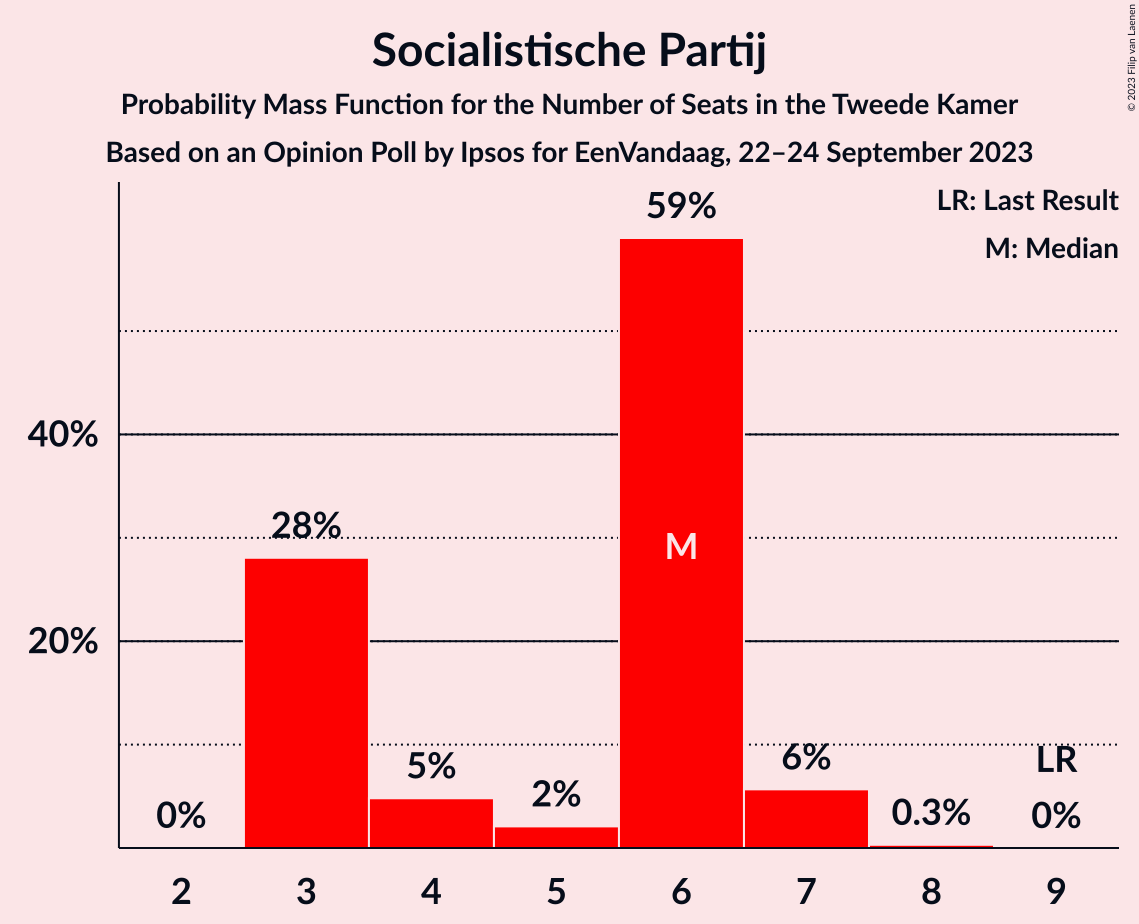 Socialistische Partij
Probability Mass Function for the Number of Seats in the Tweede Kamer
Based on an Opinion Poll by Ipsos for EenVandaag, 22–24 September 2023
© 2023 Filip van Laenen
LR: Last Result
M: Median
59%
40%
28%
M
20%
0%
5%
2%
6%
0.3%
LR
0%
2 3 4 5 6 7 8 9